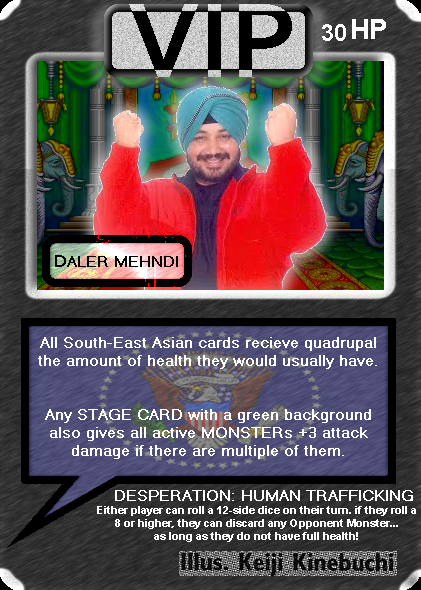 VIP
30 HP
DALER MEHNDI
All South-East Asian cards recieve quadrupal
the amount of health they would usually have.
Any STAGE CARD with a green background
also gives all active MONSTERs +3 attack
damage if there are multiple of them.
DESPERATION: HUMAN TRAFFICKING
Either player can roll a 12-side dice on their turn. if they roll a
8 or higher, they can discard any Opponent Monster...
as long as they do not have full health!
Illus. Keiji Kinebuchi